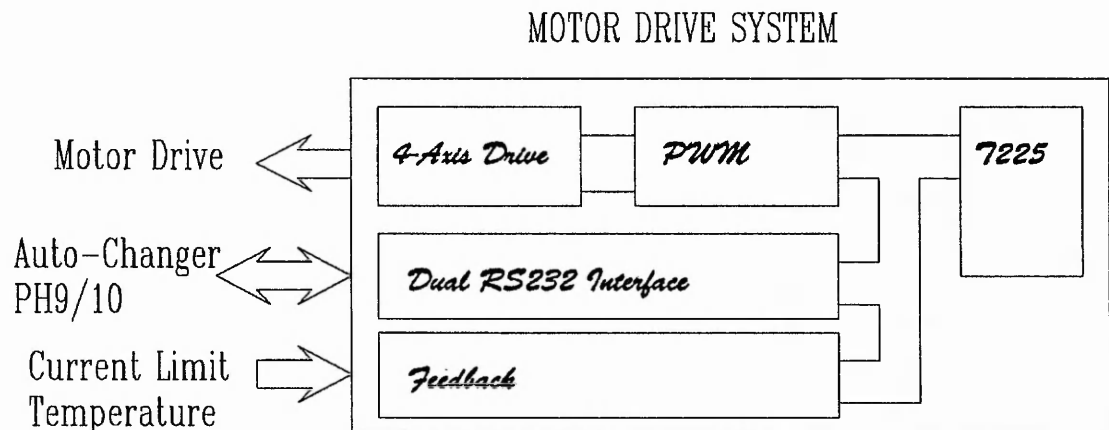 MOTOR DRIVE SYSTEM
Motor Drive
4-Axis Drive
PWM
T225
Auto-Changer
PH9/10
Dual RS232 Interface
Current Limit
Temperature
Feedback